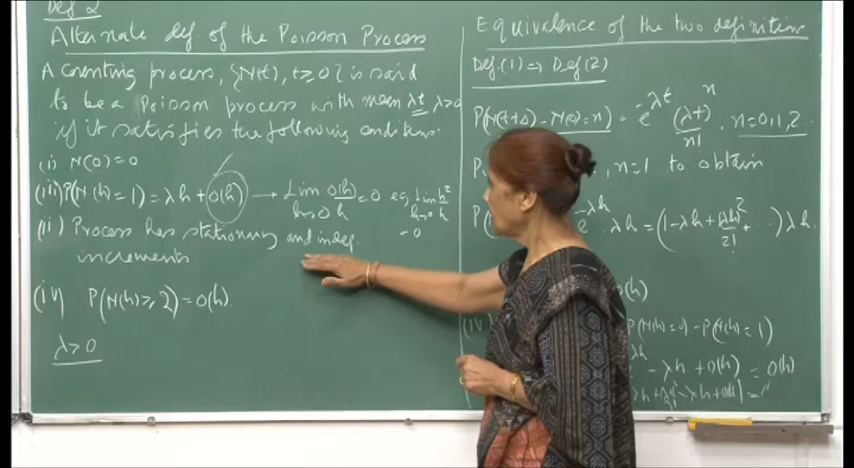 Def 2
Alternate def. of the Poisson Process
A counting process, {N(t), t ≥ 0} is said
to be a Poisson process with mean λt, λ>0
if it satisfies the following conditions:
(i) N(0) = 0
(iii) P(N(h) = 1) = λh + o(h) → Lim o(h)/h = 0 eg Lim h²/h
h→0 h→0
(ii) Process has stationary and indep. = 0
increments.
(iv) P(N(h) ≥ 2) = o(h).
λ>0
Equivalence of the two definitions
Def.(1) ⇒ Def(2)
P(N(t+s) - N(s) = n) = e^{-λt} (λt)^n / n!, n = 0, 1, 2...
, n=1 to obtain
e^{-λh} . λh = (1 - λh + (λh)²/2! + ...) λh
o(h)
(iv) P(N(h)=0) - P(N(h)=1)
- λh + o(h) = o(h)